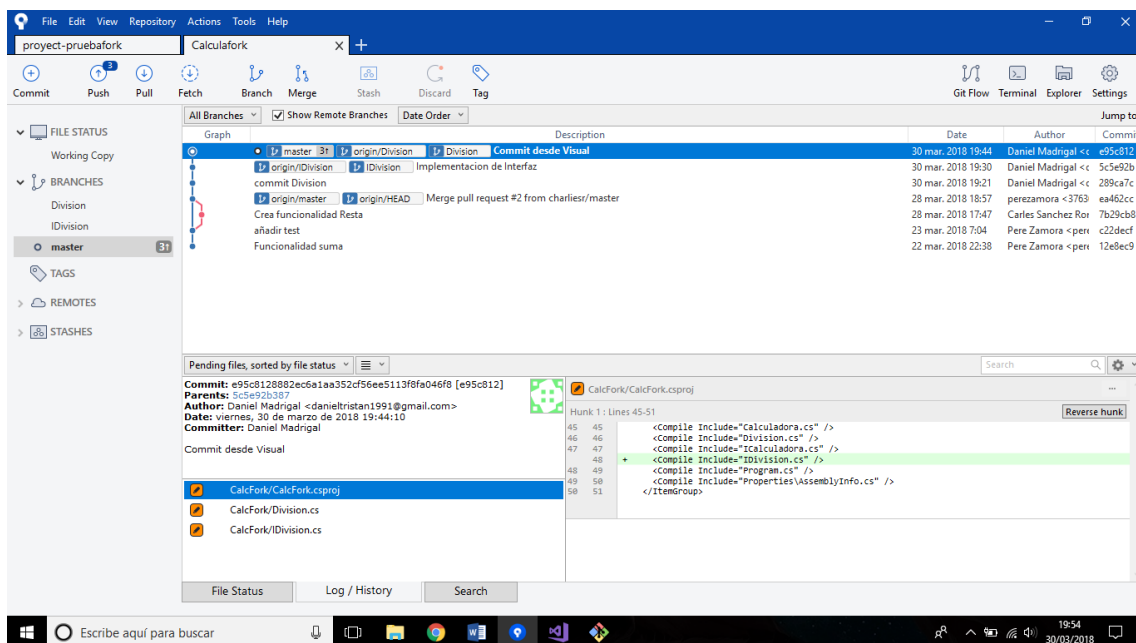 File Edit View Repository Actions Tools Help
proyect-pruebafork Calculafork
3
Commit Push Pull Fetch Branch Merge Stash Discard Tag Git Flow Terminal Explorer Settings
All Branches Show Remote Branches Date Order Jump to
FILE STATUS
Working Copy
BRANCHES
Division
IDivision
master 3↑
TAGS
REMOTES
STASHES
Graph Description Date Author Commi
master 3↑ origin/Division Division Commit desde Visual 30 mar. 2018 19:44 Daniel Madrigal <c e95c812
origin/IDivision IDivision Implementacion de Interfaz 30 mar. 2018 19:30 Daniel Madrigal <c 5c5e92b
commit Division 30 mar. 2018 19:21 Daniel Madrigal <c 289ca7c
origin/master origin/HEAD Merge pull request #2 from charliesr/master 28 mar. 2018 18:57 perezamora <3763 ea462cc
Crea funcionalidad Resta 28 mar. 2018 17:47 Carles Sanchez Ror 7b29cb8
añadir test 23 mar. 2018 7:04 Pere Zamora <pere c22decf
Funcionalidad suma 22 mar. 2018 22:38 Pere Zamora <pere 12e8ec9
Pending files, sorted by file status Search
Commit: e95c8128882ec6a1aa352cf56ee5113f8fa046f8 [e95c812]
Parents: 5c5e92b387
Author: Daniel Madrigal <danieltristan1991@gmail.com>
Date: viernes, 30 de marzo de 2018 19:44:10
Committer: Daniel Madrigal
Commit desde Visual
CalcFork/CalcFork.csproj
CalcFork/Division.cs
CalcFork/IDivision.cs
CalcFork/CalcFork.csproj
Hunk 1 : Lines 45-51 Reverse hunk
45 45 <Compile Include="Calculadora.cs" />
46 46 <Compile Include="Division.cs" />
47 47 <Compile Include="ICalculadora.cs" />
48 + <Compile Include="IDivision.cs" />
48 49 <Compile Include="Program.cs" />
49 50 <Compile Include="Properties\AssemblyInfo.cs" />
50 51 </ItemGroup>
File Status Log / History Search
Escribe aquí para buscar
19:54
30/03/2018